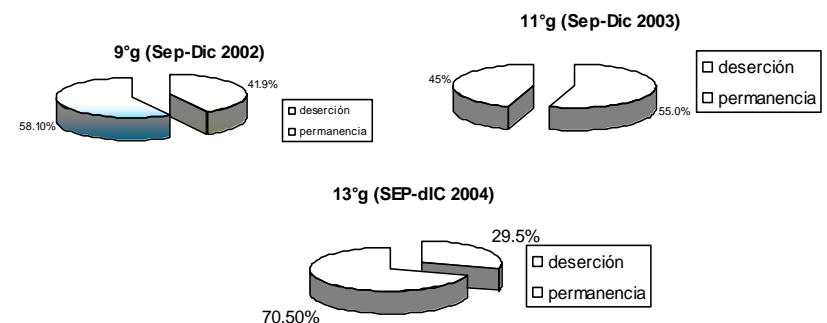 9°g (Sep-Dic 2002)
41.9%
58.10%
deserción
permanencia
11°g (Sep-Dic 2003)
45%
55.0%
deserción
permanencia
13°g (SEP-dIC 2004)
29.5%
70.50%
deserción
permanencia